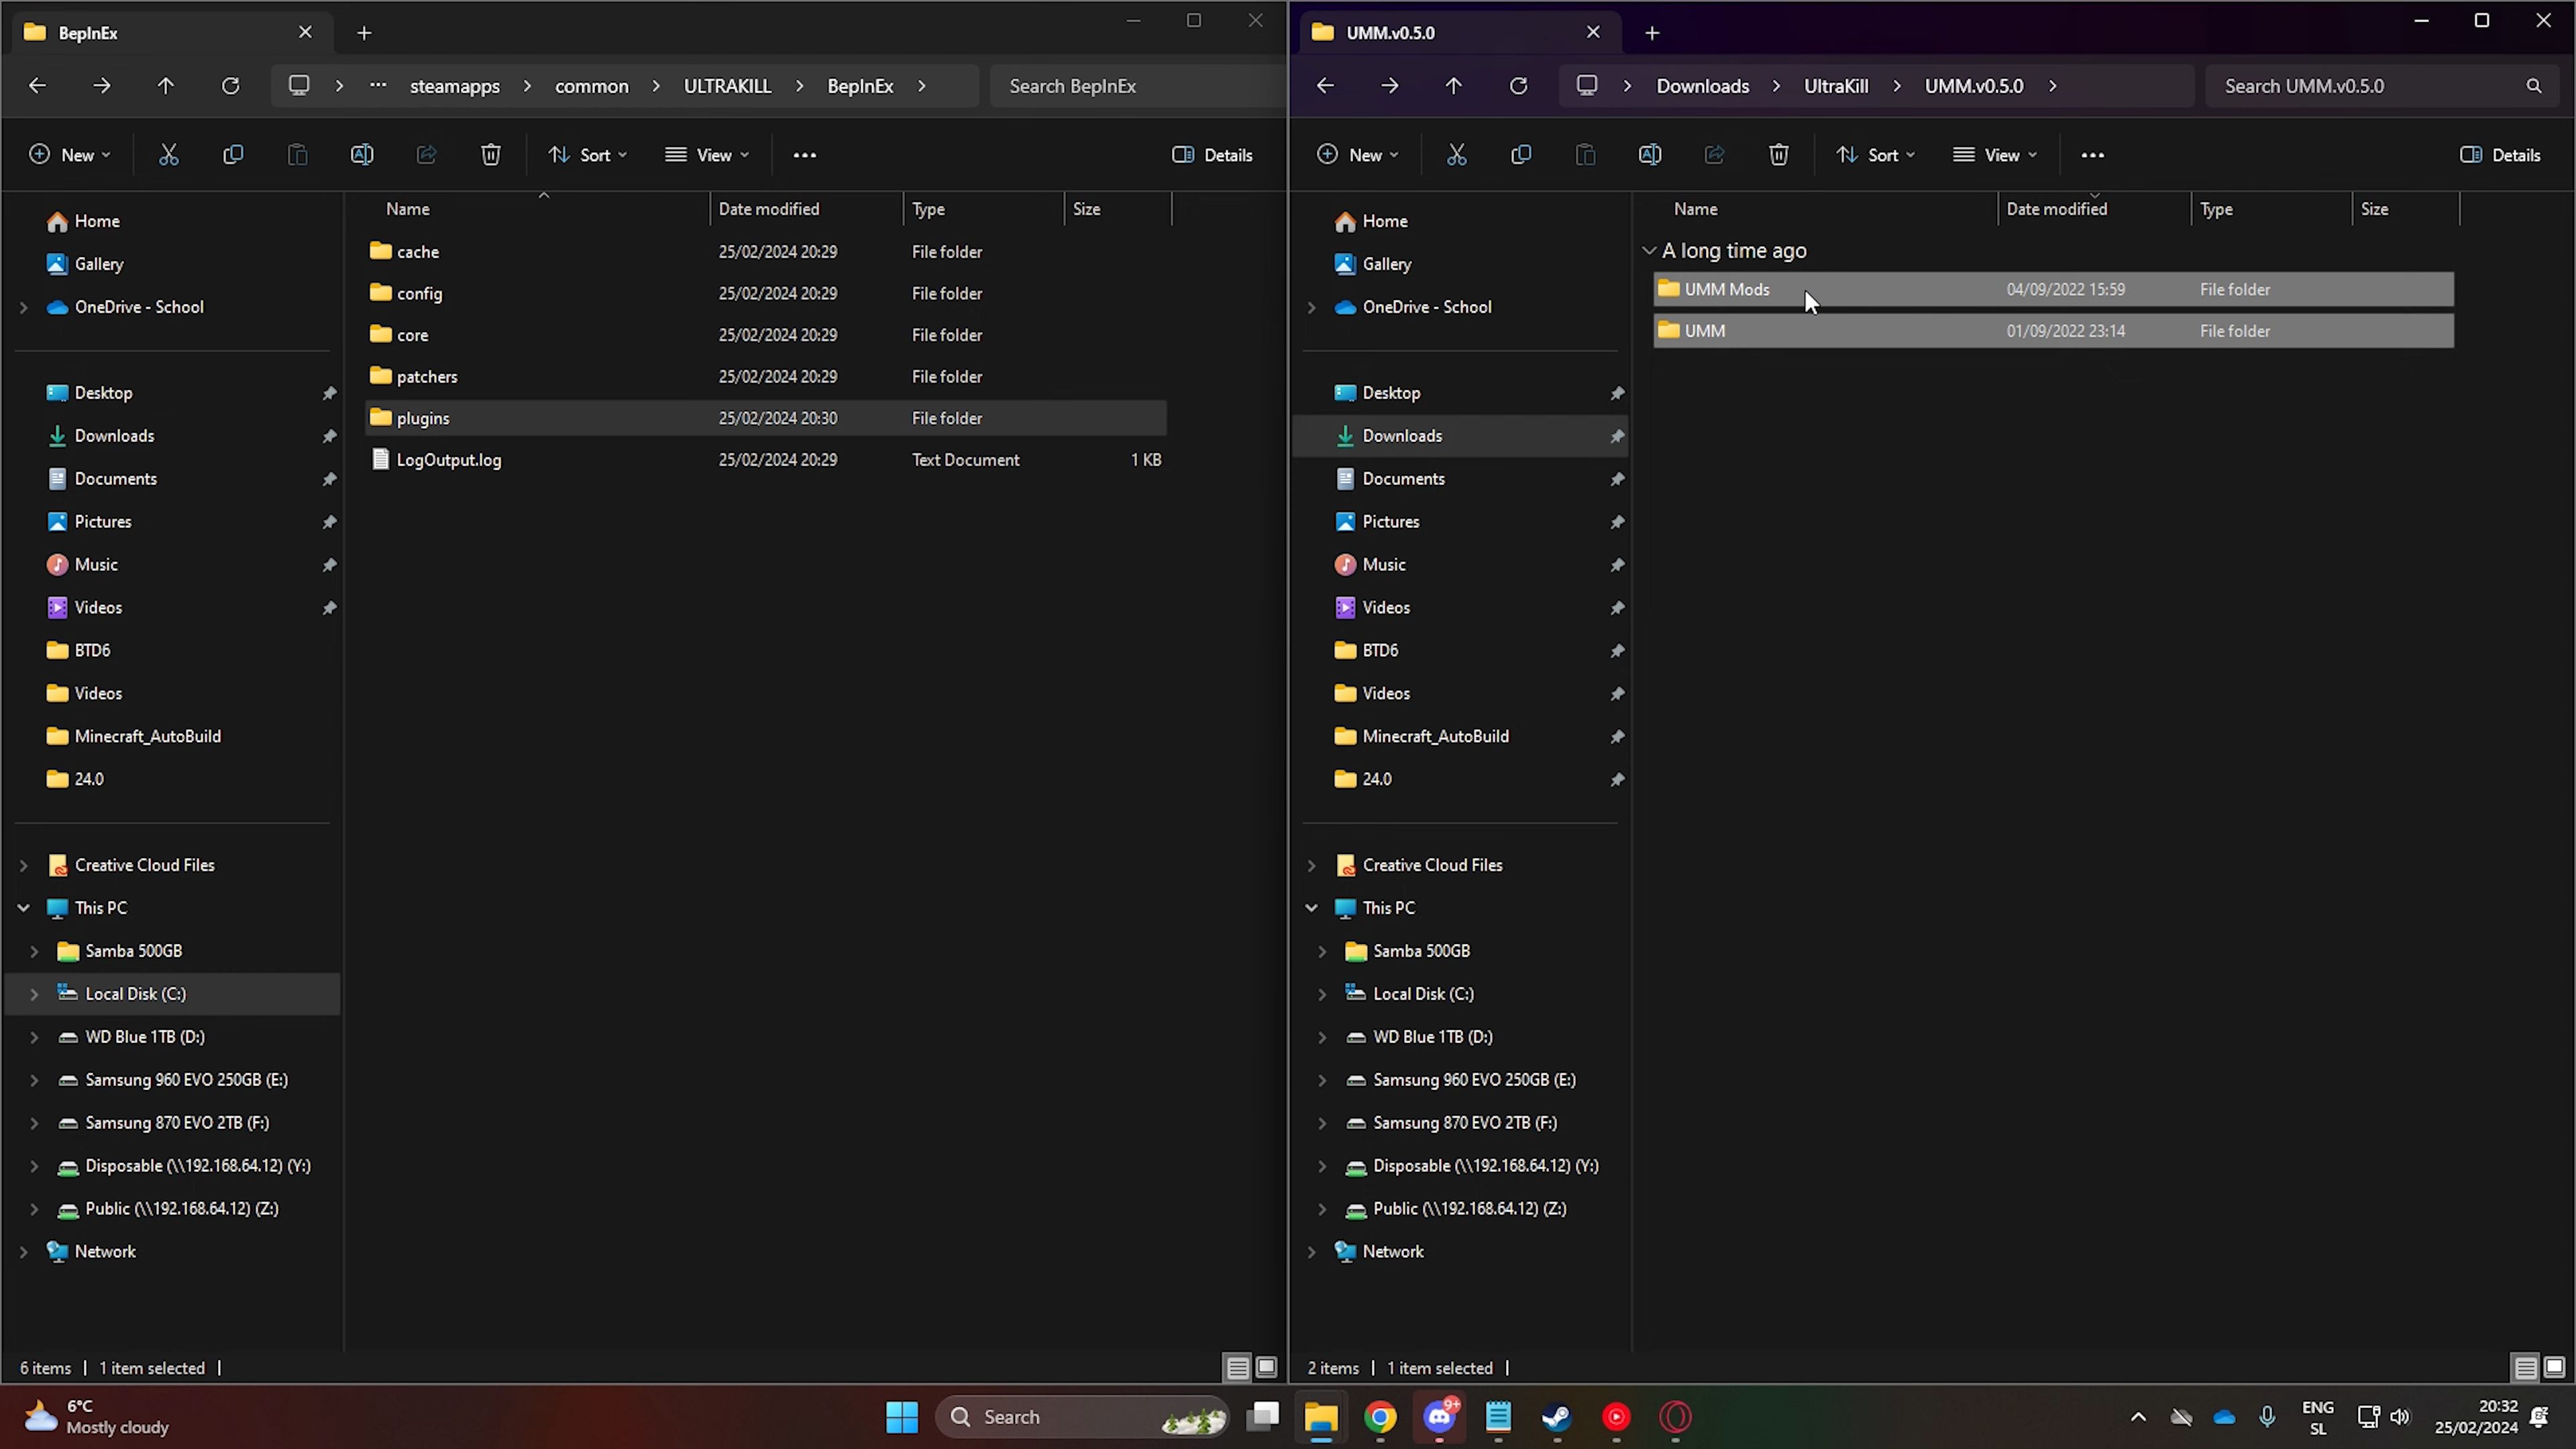 BepInEx
steamapps
common
ULTRAKILL
BepInEx
Search BepInEx
New
Sort
View
Details
Name
Date modified
Type
Size
Home
Gallery
OneDrive - School
Desktop
Downloads
Documents
Pictures
Music
Videos
BTD6
Videos
Minecraft_AutoBuild
24.0
Creative Cloud Files
This PC
Samba 500GB
Local Disk (C:)
WD Blue 1TB (D:)
Samsung 960 EVO 250GB (E:)
Samsung 870 EVO 2TB (F:)
Disposable (\\192.168.64.12) (Y:)
Public (\\192.168.64.12) (Z:)
Network
cache 25/02/2024 20:29 File folder
config 25/02/2024 20:29 File folder
core 25/02/2024 20:29 File folder
patchers 25/02/2024 20:29 File folder
plugins 25/02/2024 20:30 File folder
LogOutput.log 25/02/2024 20:29 Text Document 1 KB
6 items 1 item selected
UMM.v0.5.0
Downloads
UltraKill
UMM.v0.5.0
Search UMM.v0.5.0
New
Sort
View
Details
Name
Date modified
Type
Size
Home
Gallery
OneDrive - School
Desktop
Downloads
Documents
Pictures
Music
Videos
BTD6
Videos
Minecraft_AutoBuild
24.0
Creative Cloud Files
This PC
Samba 500GB
Local Disk (C:)
WD Blue 1TB (D:)
Samsung 960 EVO 250GB (E:)
Samsung 870 EVO 2TB (F:)
Disposable (\\192.168.64.12) (Y:)
Public (\\192.168.64.12) (Z:)
Network
A long time ago
UMM Mods 04/09/2022 15:59 File folder
UMM 01/09/2022 23:14 File folder
2 items 1 item selected
6°C
Mostly cloudy
Search
9+
ENG
SL
20:32
25/02/2024